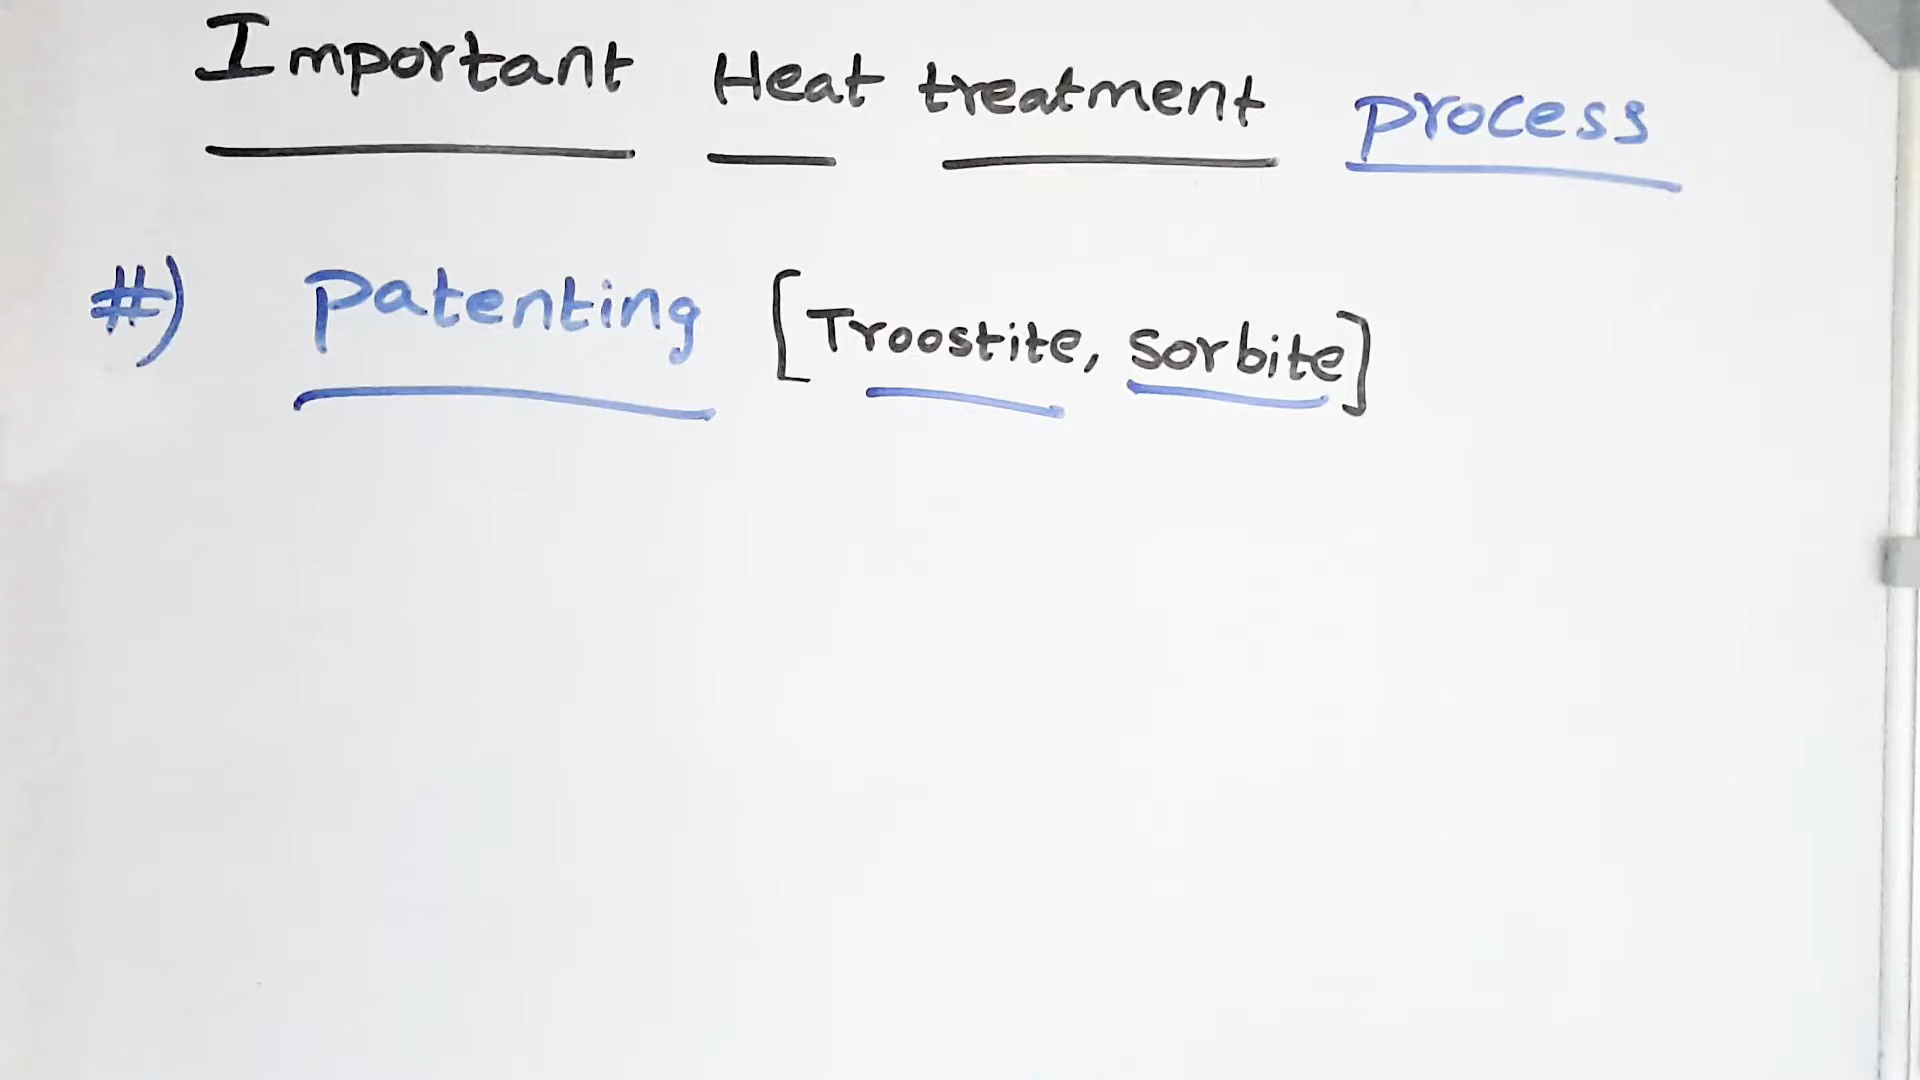 Important Heat treatment process
#) Patenting [Troostite, sorbite]